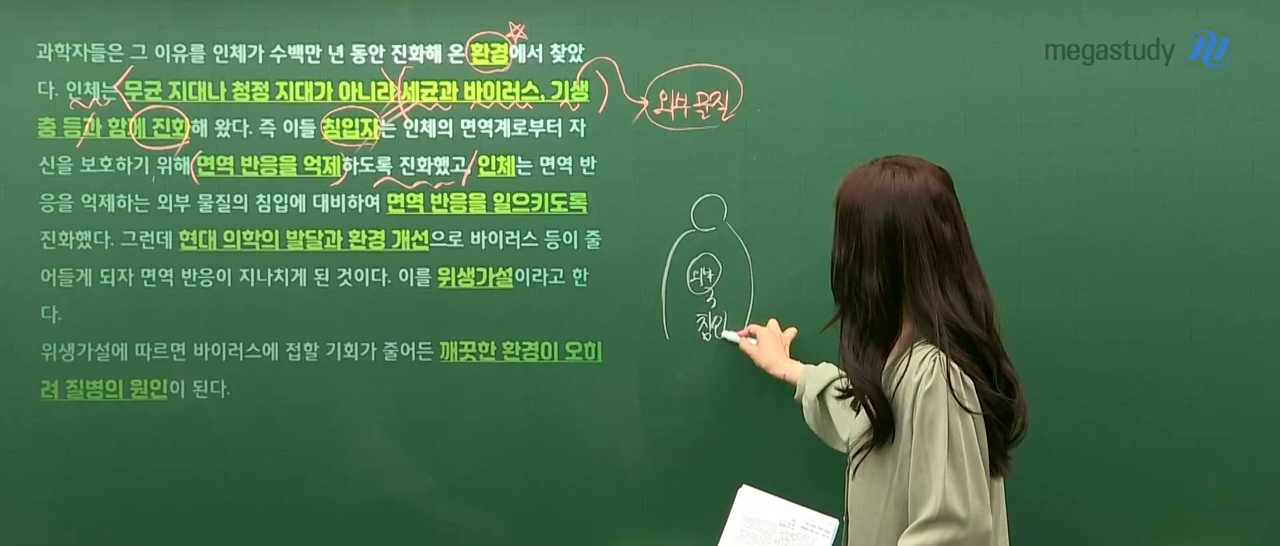 과학자들은 그 이유를 인체가 수백만 년 동안 진화해 온 환경에서 찾았
다. 인체는 무균 지대나 청정 지대가 아니라 세균과 바이러스, 기생
충 등과 함께 진화해 왔다. 즉 이들 침입자는 인체의 면역계로부터 자
신을 보호하기 위해 면역 반응을 억제하도록 진화했고, 인체는 면역 반
응을 억제하는 외부 물질의 침입에 대비하여 면역 반응을 일으키도록
진화했다. 그런데 현대 의학의 발달과 환경 개선으로 바이러스 등이 줄
어들게 되자 면역 반응이 지나치게 된 것이다. 이를 위생가설이라고 한
다.
위생가설에 따르면 바이러스에 접할 기회가 줄어든 깨끗한 환경이 오히
려 질병의 원인이 된다.
megastudy
외부 물질
외부
침입